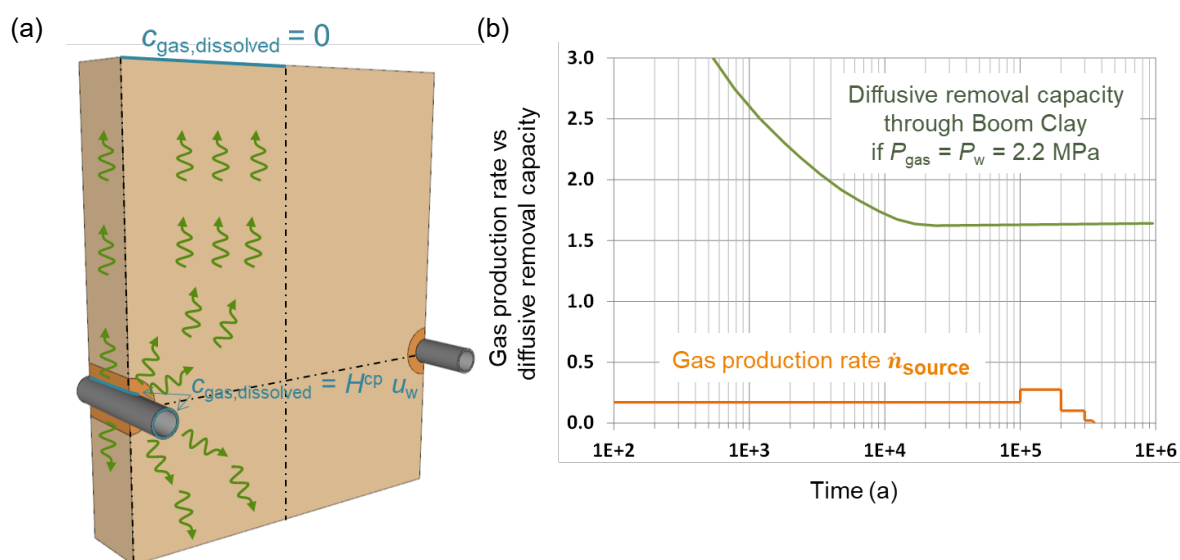 (a)
c_gas,dissolved = 0
c_gas,dissolved = H^cp u_w
(b)
Gas production rate vs
diffusive removal capacity
3.0
2.5
2.0
1.5
1.0
0.5
0.0
Diffusive removal capacity
through Boom Clay
if P_gas = P_w = 2.2 MPa
Gas production rate ṅ_source
1E+2 1E+3 1E+4 1E+5 1E+6
Time (a)